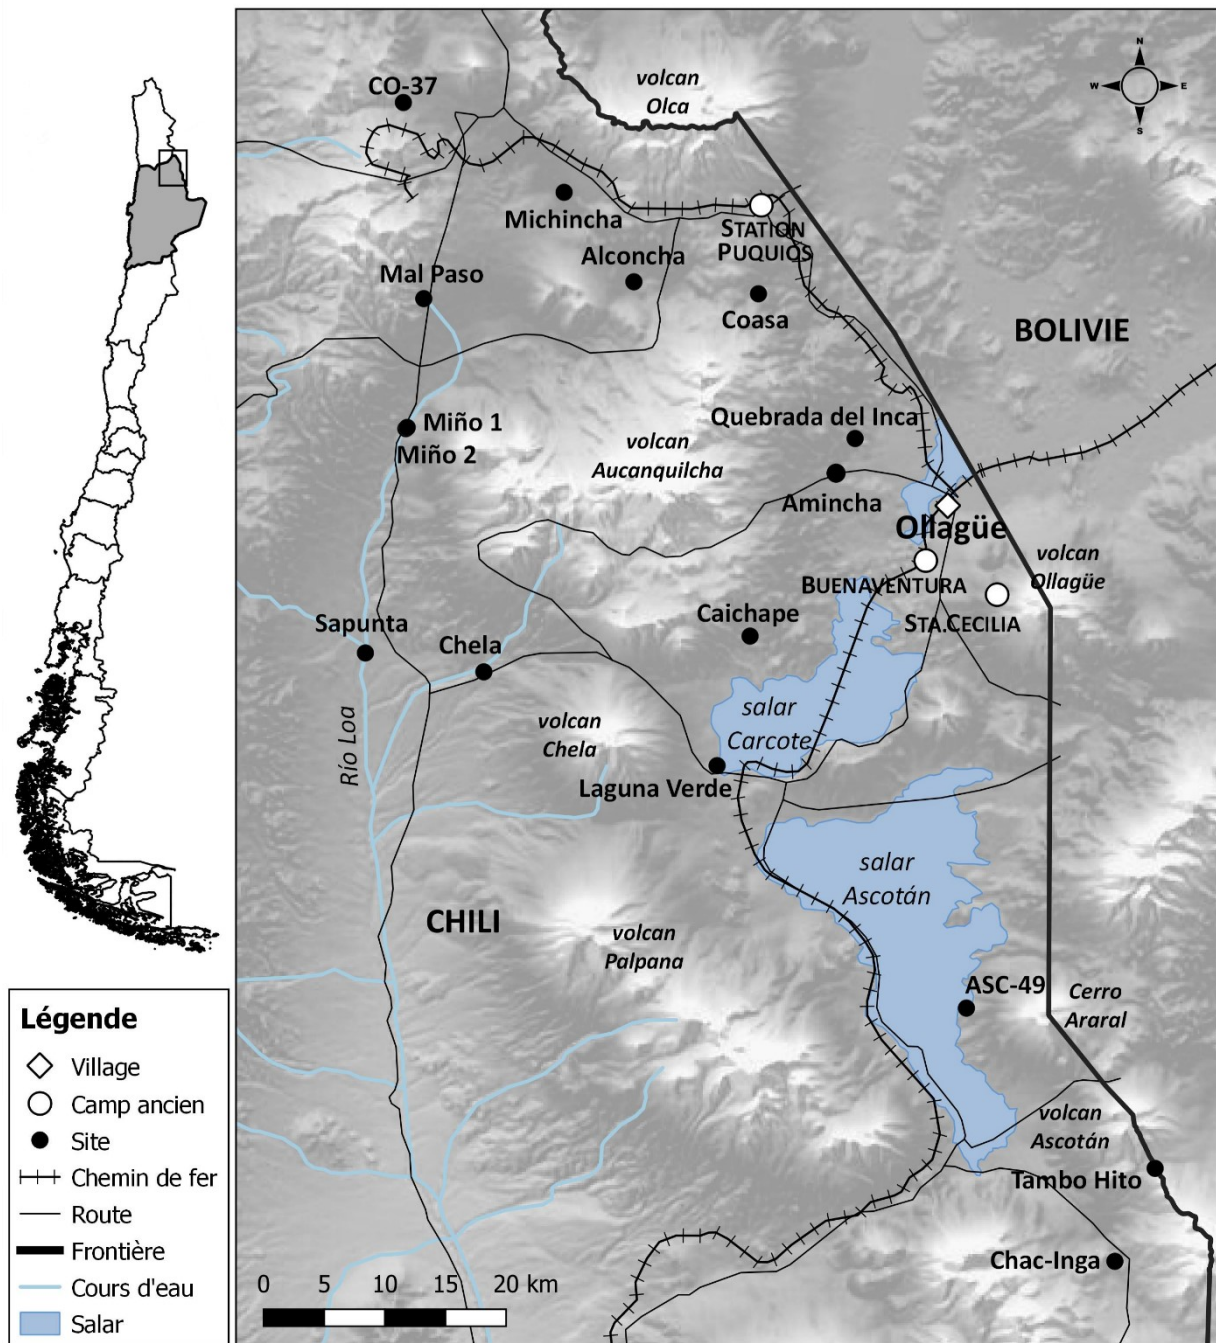 CO-37
volcan
Olca
N
W
E
S
Michincha
STATION
PUQUIOS
Alconcha
Mal Paso
Coasa
BOLIVIE
Quebrada del Inca
Miño 1
Miño 2
volcan
Aucanquilcha
Amincha
Ollagüe
volcan
Ollagüe
BUENAVENTURA
STA.CECILIA
Caichape
Sapunta
Chela
Río Loa
volcan
Chela
salar
Carcote
Laguna Verde
salar
Ascotán
CHILI
volcan
Palpana
ASC-49
Cerro
Araral
volcan
Ascotán
Tambo Hito
Chac-Inga
Légende
Village
Camp ancien
Site
Chemin de fer
Route
Frontière
Cours d'eau
Salar
0 5 10 15 20 km